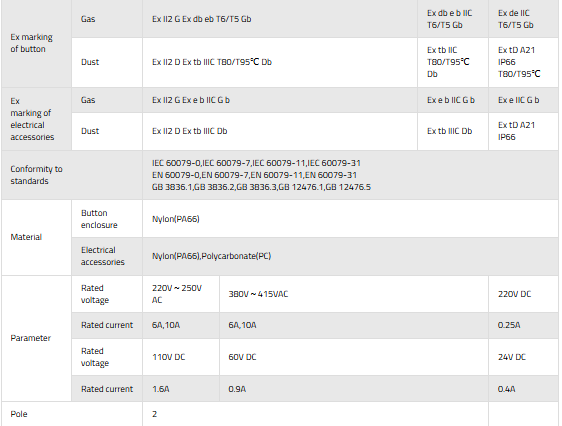 Ex marking of button
Gas
Ex II2 G Ex db eb T6/T5 Gb
Ex db e b IIC T6/T5 Gb
Ex de IIC T6/T5 Gb
Dust
Ex II2 D Ex tb IIIC T80/T95℃ Db
Ex tb IIC T80/T95℃ Db
Ex tD A21 IP66 T80/T95℃
Ex marking of electrical accessories
Gas
Ex II2 G Ex e b IIC G b
Ex e b IIC G b
Ex e IIC G b
Dust
Ex II2 D Ex tb IIIC Db
Ex tb IIIC Db
Ex tD A21 IP66
Conformity to standards
IEC 60079-0,IEC 60079-7,IEC 60079-11,IEC 60079-31
EN 60079-0,EN 60079-7,EN 60079-11,EN 60079-31
GB 3836.1,GB 3836.2,GB 3836.3,GB 12476.1,GB 12476.5
Material
Button enclosure
Nylon(PA66)
Electrical accessories
Nylon(PA66),Polycarbonate(PC)
Parameter
Rated voltage
220V~250V AC
380V~415VAC
220V DC
Rated current
6A,10A
6A,10A
0.25A
Rated voltage
110V DC
60V DC
24V DC
Rated current
1.6A
0.9A
0.4A
Pole
2